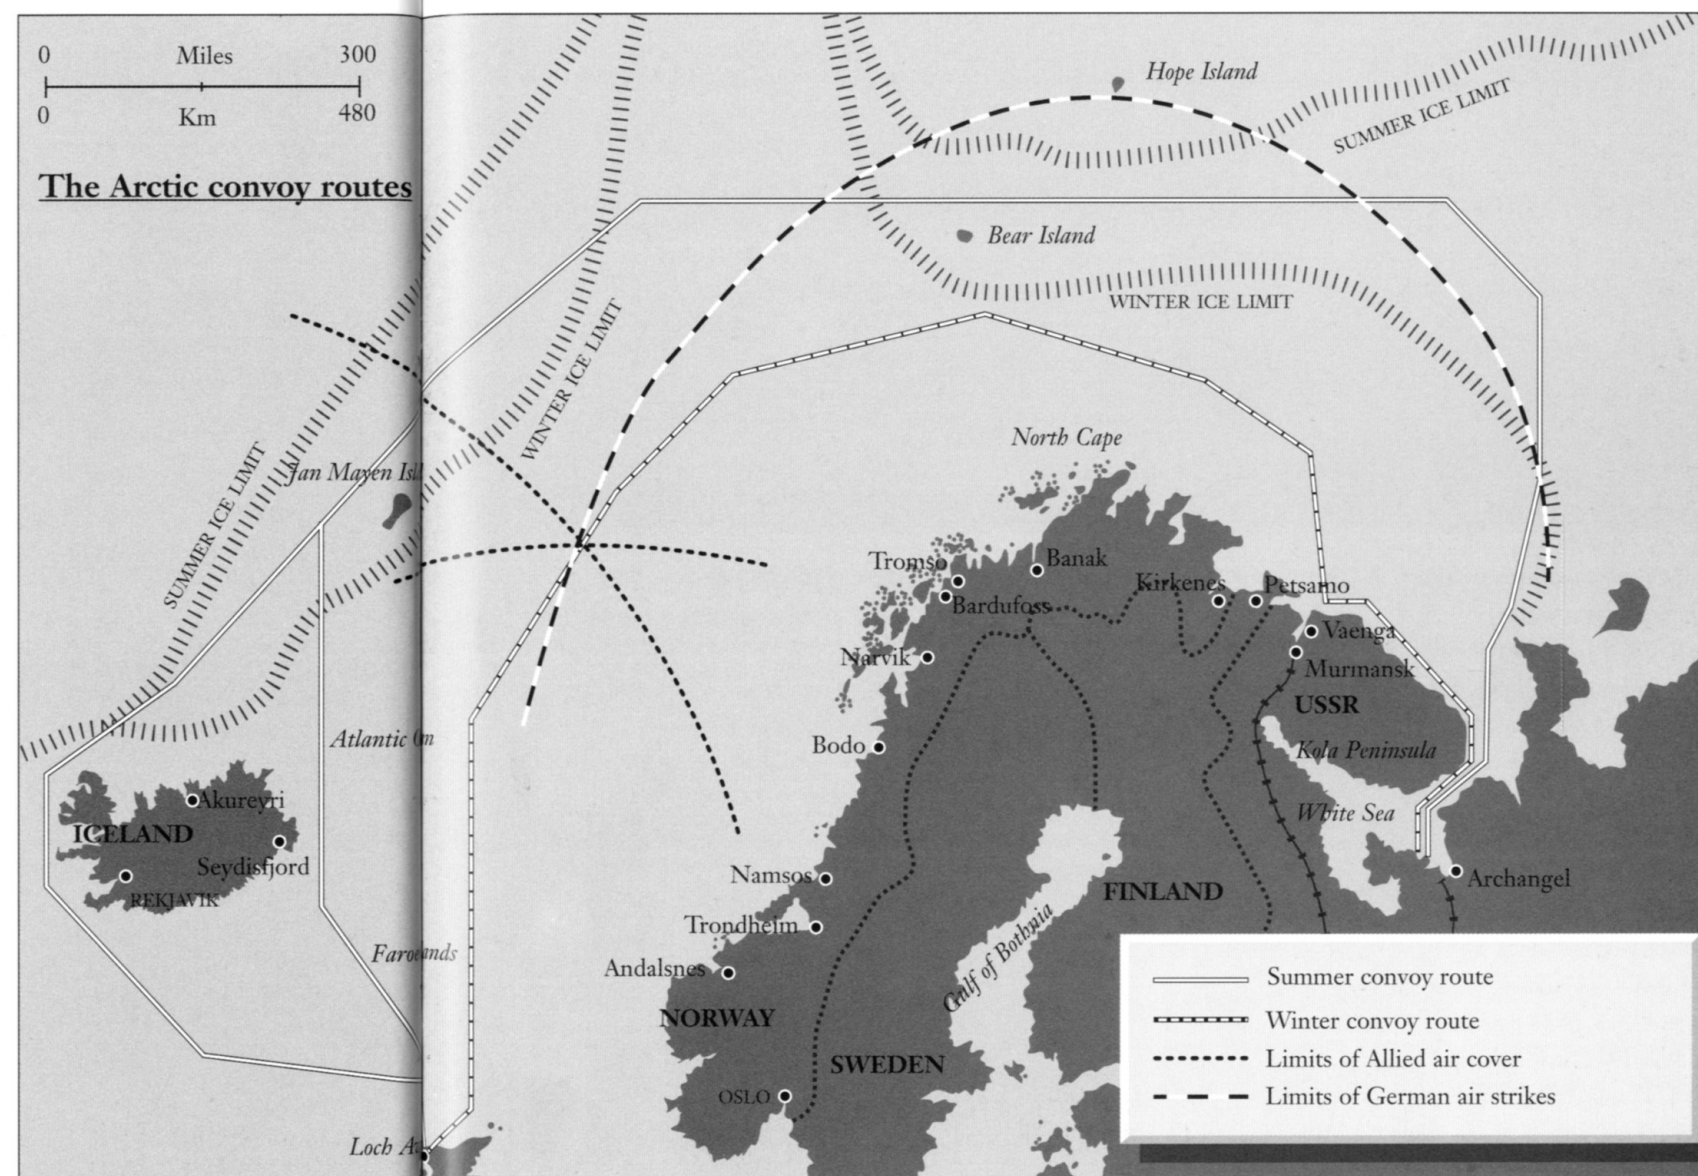 0 Miles 300
0 Km 480
The Arctic convoy routes
Hope Island
SUMMER ICE LIMIT
Bear Island
WINTER ICE LIMIT
WINTER ICE LIMIT
SUMMER ICE LIMIT
Jan Mayen
North Cape
Tromso
Banak
Bardufoss
Kirkenes
Petsamo
Vaenga
Murmansk
Narvik
USSR
Kola Peninsula
Atlantic
Bodo
Akureyri
ICELAND
White Sea
Seydisfjord
REKJAVIK
Namsos
Archangel
FINLAND
Trondheim
Andalsnes
Gulf of Bothnia
NORWAY
SWEDEN
OSLO
Loch
Summer convoy route
Winter convoy route
Limits of Allied air cover
Limits of German air strikes